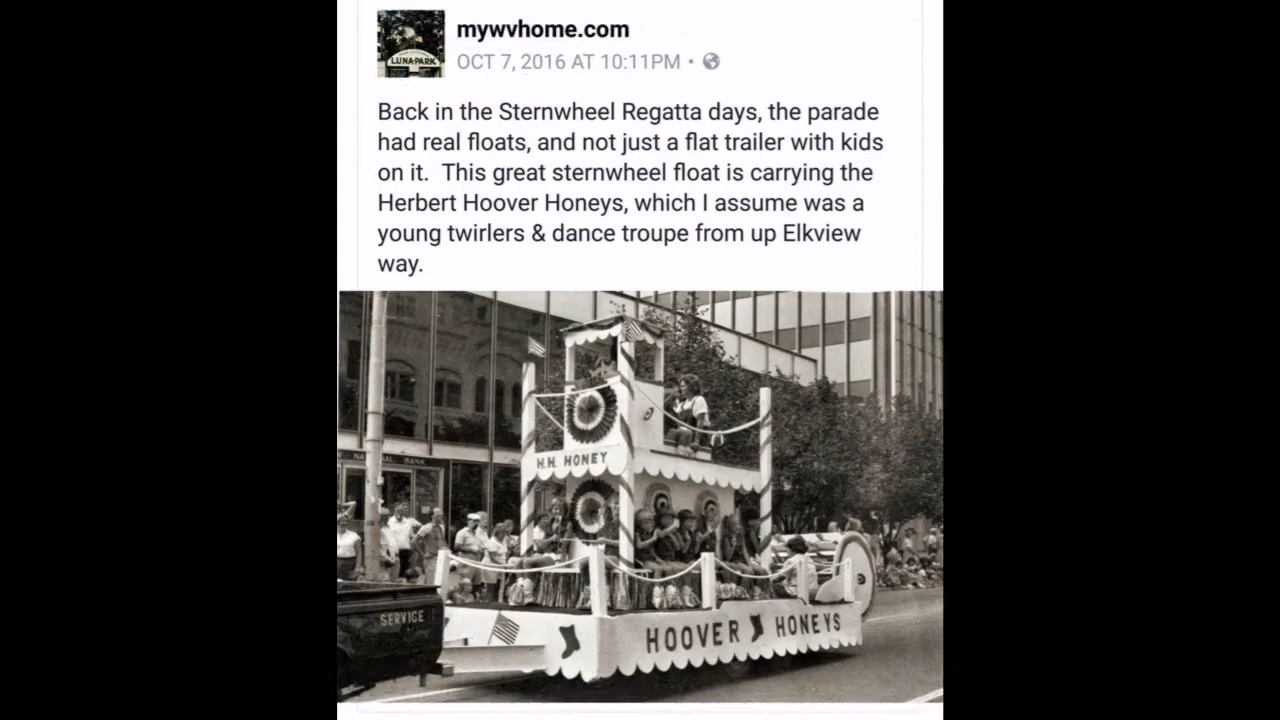 LUNA-PARK
mywvhome.com
OCT 7, 2016 AT 10:11PM •
Back in the Sternwheel Regatta days, the parade
had real floats, and not just a flat trailer with kids
on it. This great sternwheel float is carrying the
Herbert Hoover Honeys, which I assume was a
young twirlers & dance troupe from up Elkview
way.
H.H. HONEY
NATIONAL BANK
SERVICE
HOOVER HONEYS